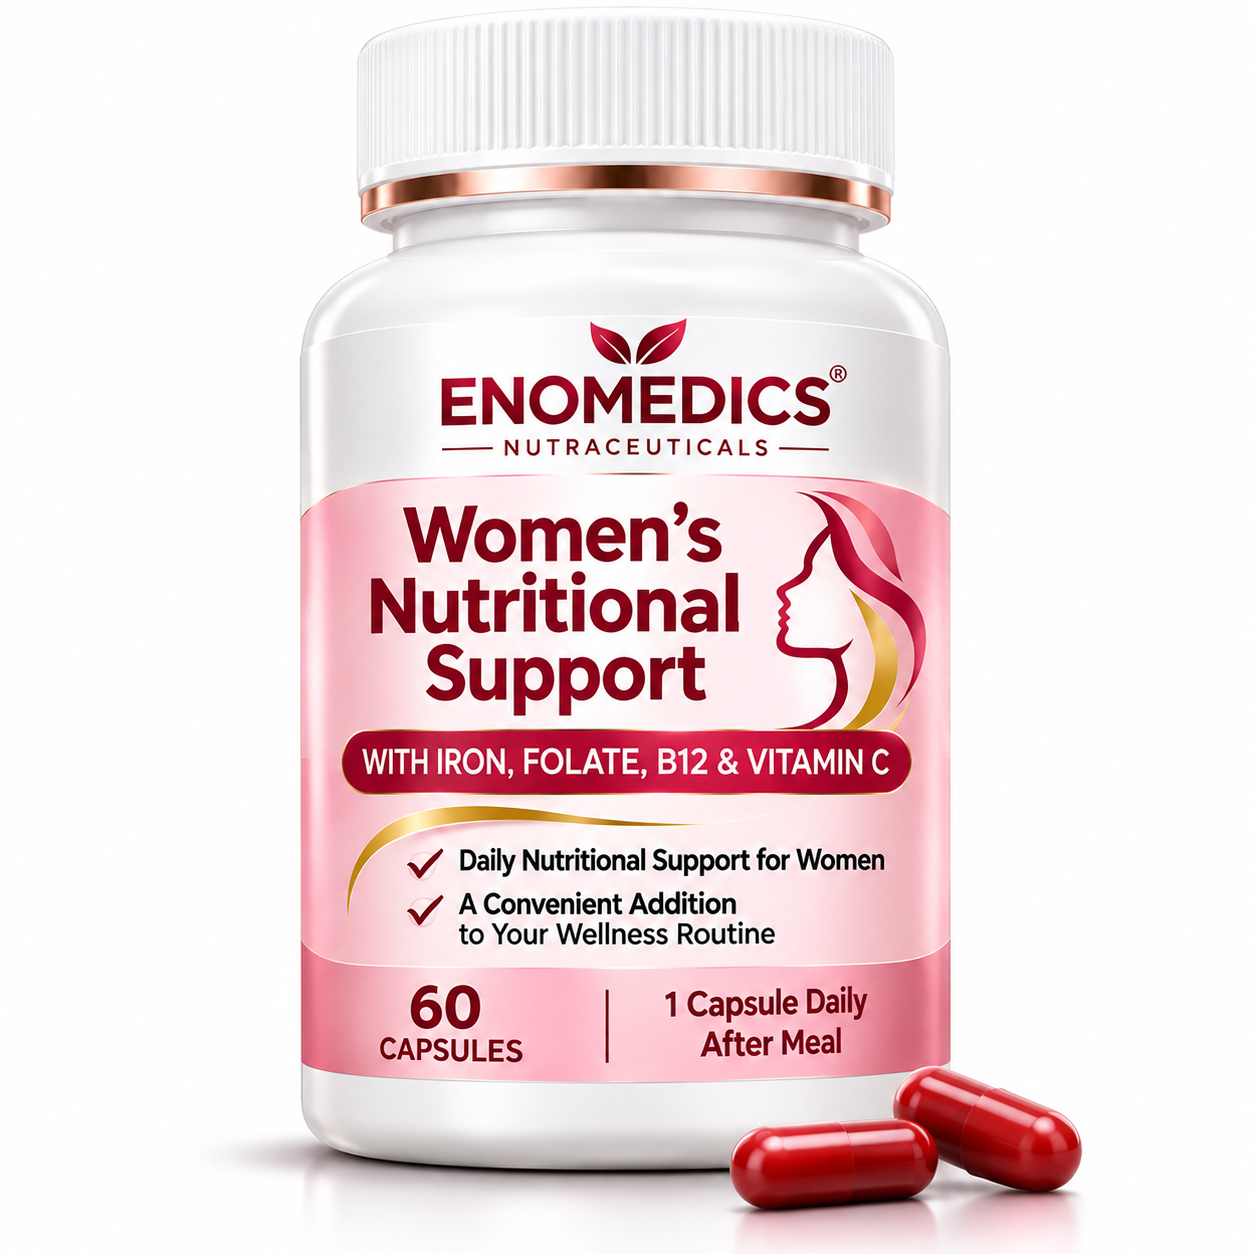 ENOMEDICS®
NUTRACEUTICALS
Women's
Nutritional
Support
WITH IRON, FOLATE, B12 & VITAMIN C
Daily Nutritional Support for Women
A Convenient Addition
to Your Wellness Routine
60
CAPSULES
1 Capsule Daily
After Meal